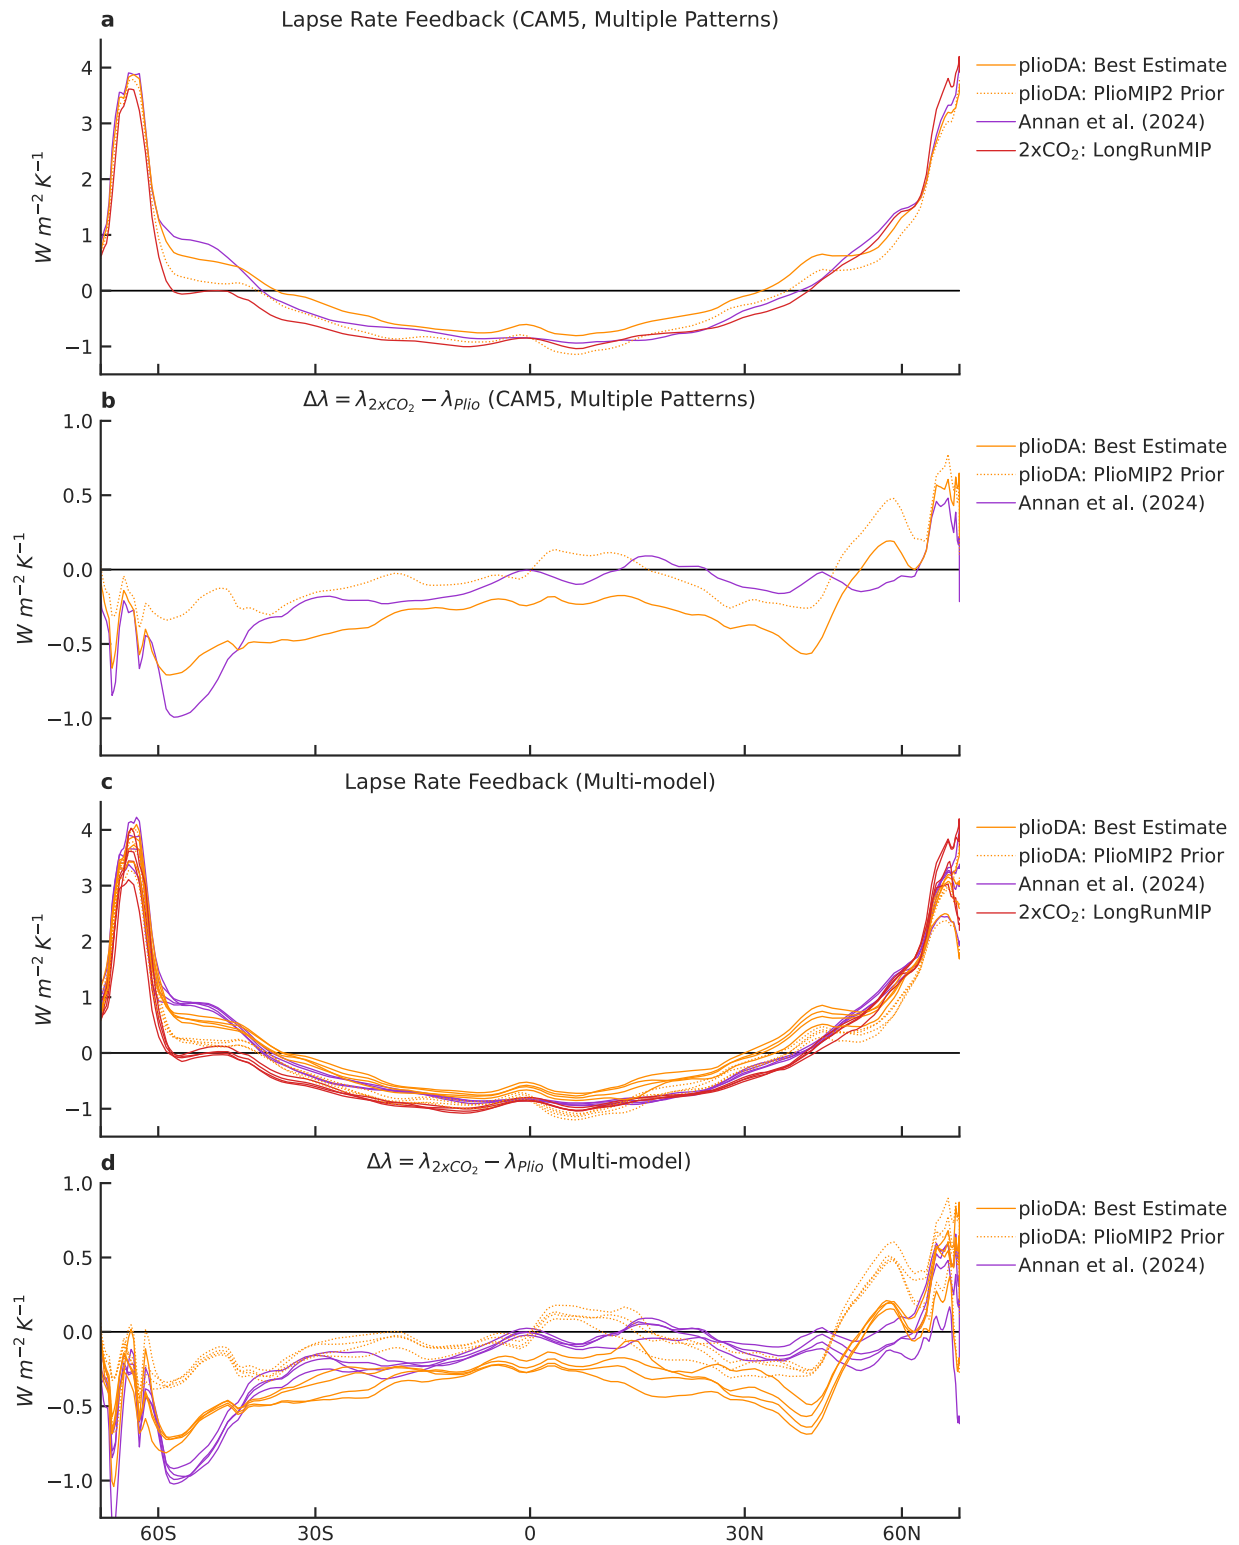 a
Lapse Rate Feedback (CAM5, Multiple Patterns)
4
3
2
1
0
−1
W m⁻² K⁻¹
plioDA: Best Estimate
plioDA: PlioMIP2 Prior
Annan et al. (2024)
2xCO₂: LongRunMIP
b
Δλ = λ₂ₓCO₂ − λPlio (CAM5, Multiple Patterns)
1.0
0.5
0.0
−0.5
−1.0
W m⁻² K⁻¹
plioDA: Best Estimate
plioDA: PlioMIP2 Prior
Annan et al. (2024)
c
Lapse Rate Feedback (Multi-model)
4
3
2
1
0
−1
W m⁻² K⁻¹
plioDA: Best Estimate
plioDA: PlioMIP2 Prior
Annan et al. (2024)
2xCO₂: LongRunMIP
d
Δλ = λ₂ₓCO₂ − λPlio (Multi-model)
1.0
0.5
0.0
−0.5
−1.0
W m⁻² K⁻¹
plioDA: Best Estimate
plioDA: PlioMIP2 Prior
Annan et al. (2024)
60S 30S 0 30N 60N